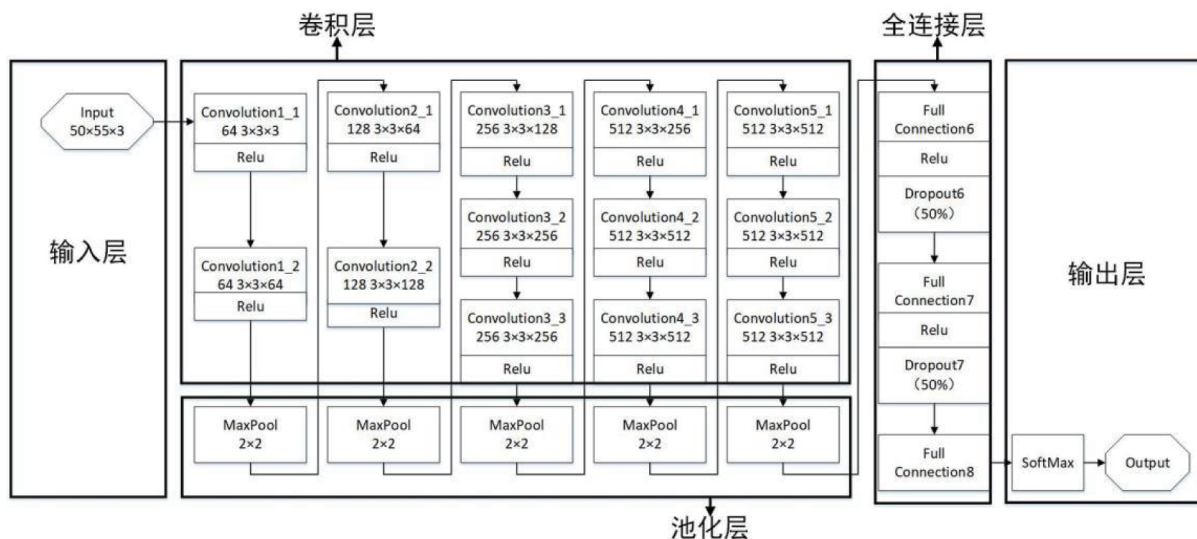 卷积层
全连接层
输入层
Input
50×55×3
Convolution1_1
64 3×3×3
Relu
Convolution1_2
64 3×3×64
Relu
MaxPool
2×2
Convolution2_1
128 3×3×64
Relu
Convolution2_2
128 3×3×128
Relu
MaxPool
2×2
Convolution3_1
256 3×3×128
Relu
Convolution3_2
256 3×3×256
Relu
Convolution3_3
256 3×3×256
Relu
MaxPool
2×2
Convolution4_1
512 3×3×256
Relu
Convolution4_2
512 3×3×512
Relu
Convolution4_3
512 3×3×512
Relu
MaxPool
2×2
Convolution5_1
512 3×3×512
Relu
Convolution5_2
512 3×3×512
Relu
Convolution5_3
512 3×3×512
Relu
MaxPool
2×2
池化层
Full
Connection6
Relu
Dropout6
（50%）
Full
Connection7
Relu
Dropout7
（50%）
Full
Connection8
输出层
SoftMax
Output